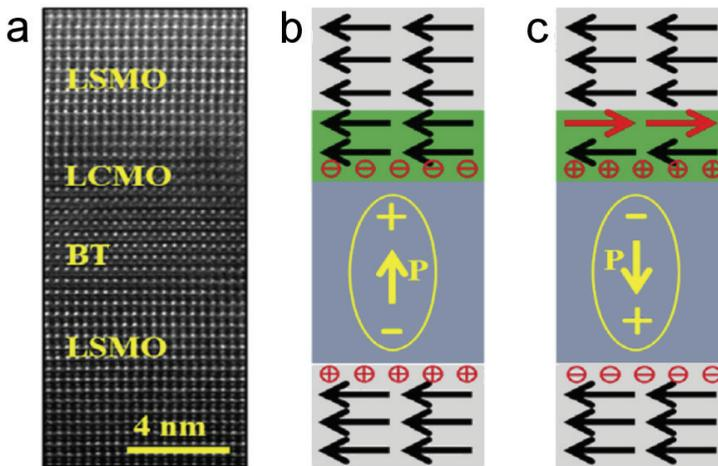 a
LSMO
LCMO
BT
LSMO
4 nm
b
⊖ ⊖ ⊖ ⊖ ⊖
+
P
−
⊕ ⊕ ⊕ ⊕ ⊕
c
⊕ ⊕ ⊕ ⊕ ⊕
−
P
+
⊖ ⊖ ⊖ ⊖ ⊖